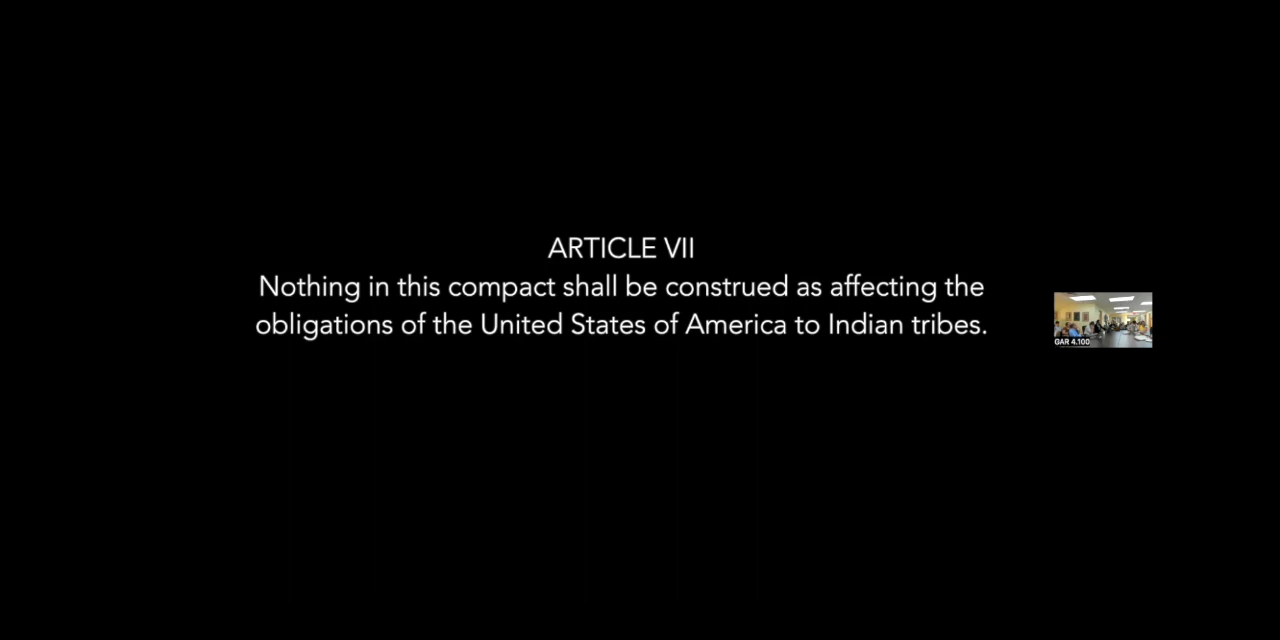 ARTICLE VII
Nothing in this compact shall be construed as affecting the
obligations of the United States of America to Indian tribes.
GAR 4.100